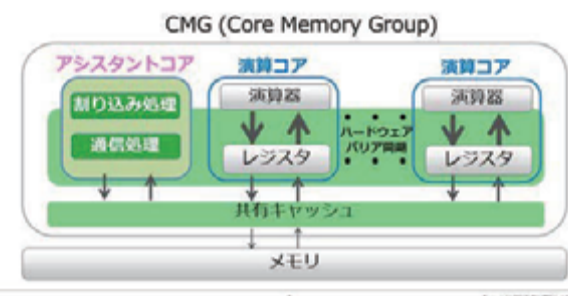 CMG (Core Memory Group)
アシスタントコア
演算コア
演算コア
割り込み処理
通信処理
演算器
レジスタ
ハードウェア
バリア同期
演算器
レジスタ
共有キャッシュ
メモリ